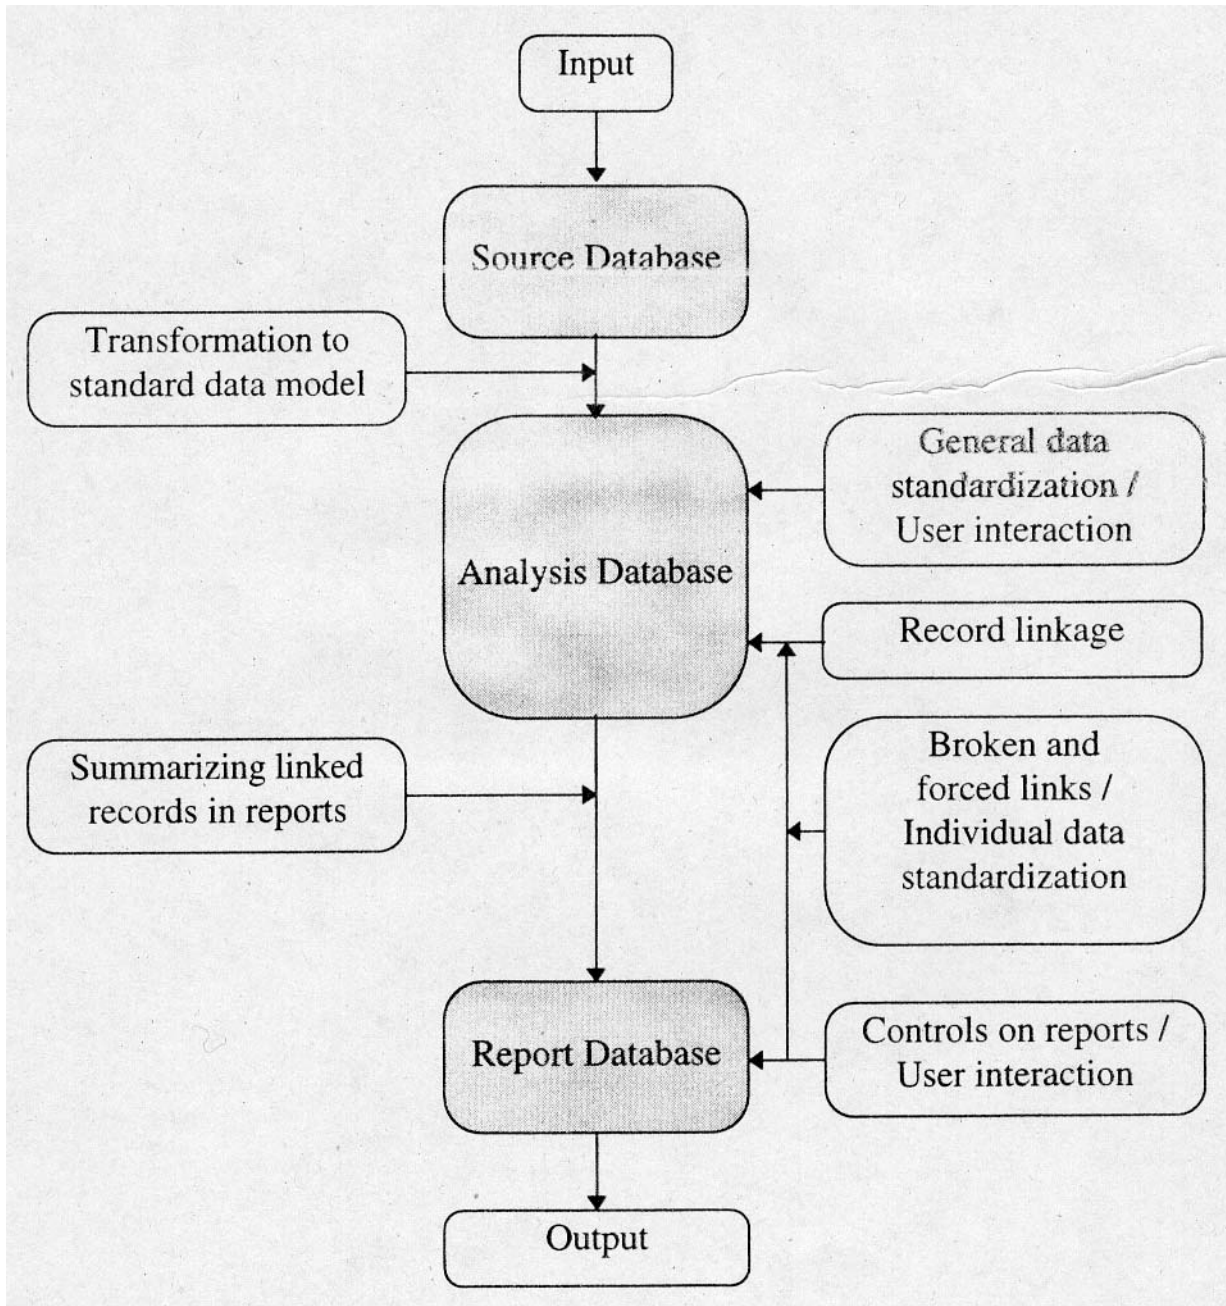 Input
Source Database
Transformation to
standard data model
General data
standardization /
User interaction
Analysis Database
Record linkage
Broken and
forced links /
Individual data
standardization
Summarizing linked
records in reports
Report Database
Controls on reports /
User interaction
Output